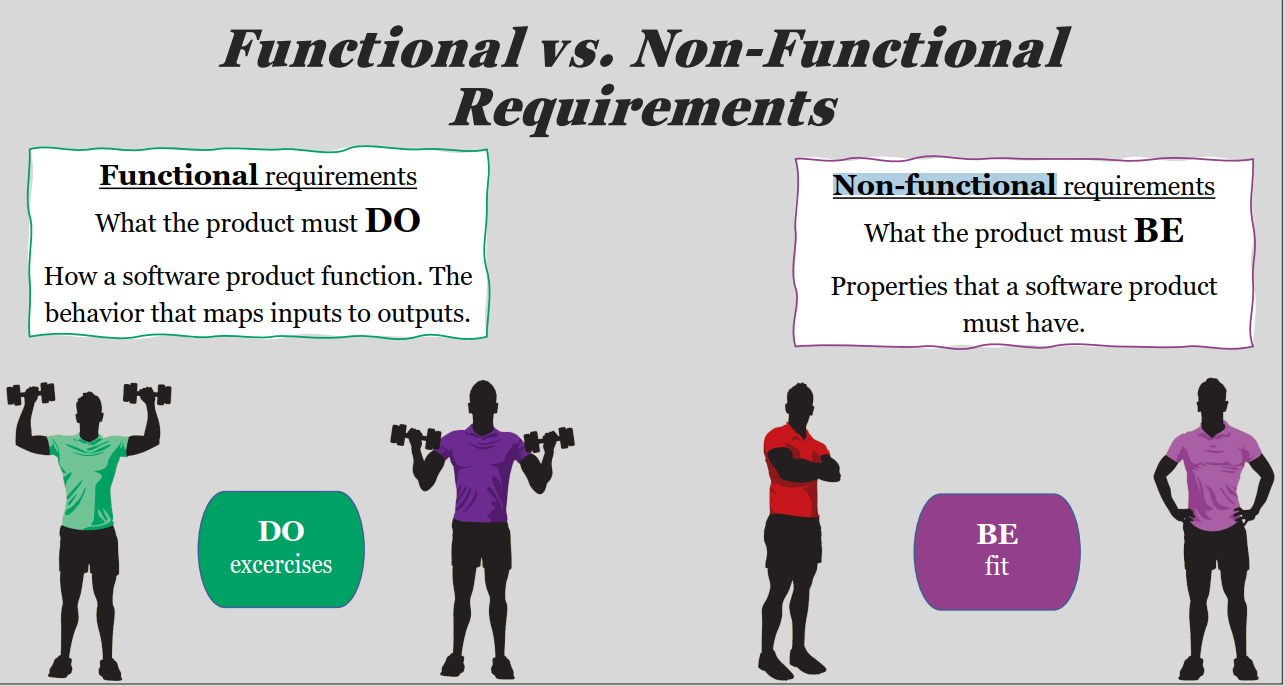 Functional vs. Non-Functional
Requirements
Functional requirements
What the product must DO
How a software product function. The
behavior that maps inputs to outputs.
Non-functional requirements
What the product must BE
Properties that a software product
must have.
DO
excercises
BE
fit